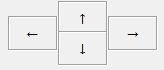 ↑
← →
↓